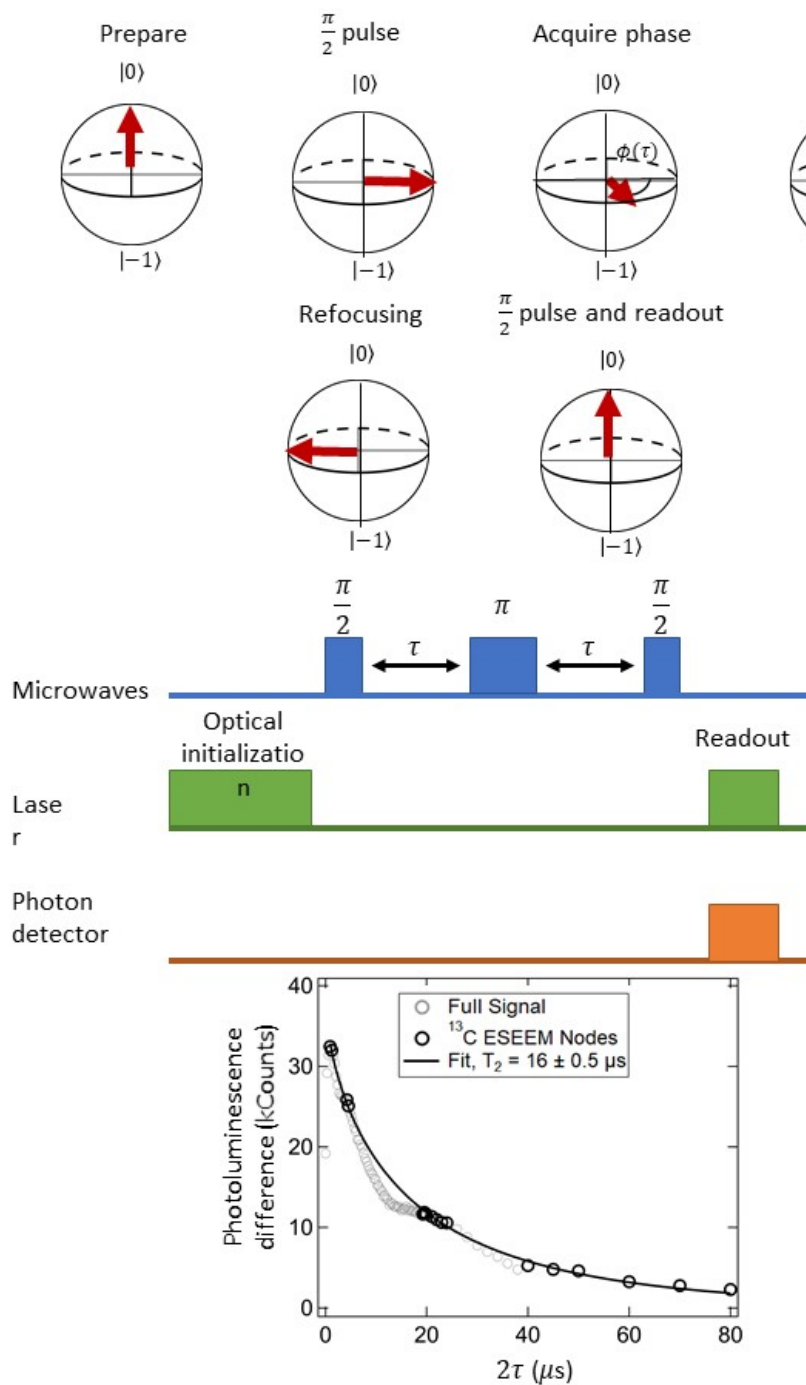 Prepare
π/2 pulse
Acquire phase
|0⟩
|0⟩
|0⟩
ϕ(τ)
|−1⟩
|−1⟩
|−1⟩
Refocusing
π/2 pulse and readout
|0⟩
|0⟩
|−1⟩
|−1⟩
π/2
π
π/2
τ
τ
Microwaves
Optical
initializatio
n
Readout
Lase
r
Photon
detector
Photoluminescence
difference (kCounts)
40
30
20
10
0
Full Signal
¹³C ESEEM Nodes
Fit, T₂ = 16 ± 0.5 µs
0
20
40
60
80
2τ (μs)